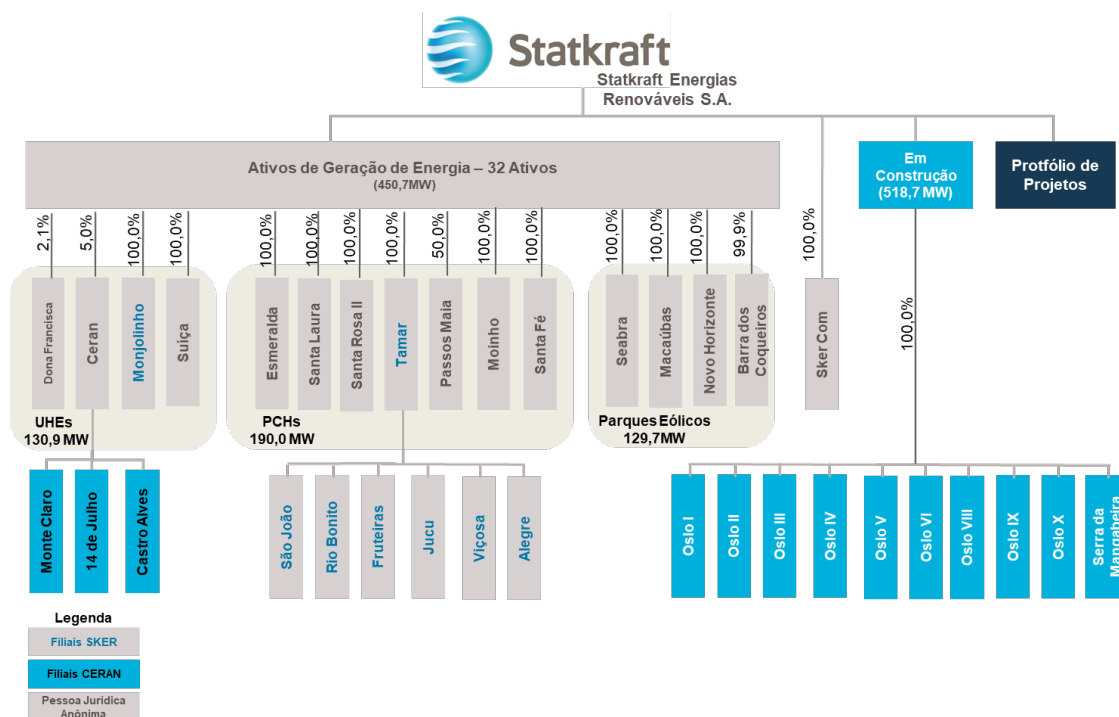 Statkraft
Statkraft Energias
Renováveis S.A.
Ativos de Geração de Energia – 32 Ativos
(450,7MW)
Em
Construção
(518,7 MW)
Protfólio de
Projetos
2,1%
5,0%
100,0%
100,0%
100,0%
100,0%
100,0%
100,0%
50,0%
100,0%
100,0%
100,0%
100,0%
100,0%
99,9%
100,0%
100,0%
Dona Francisca
Ceran
Monjolinho
Suíça
Esmeralda
Santa Laura
Santa Rosa II
Tamar
Passos Maia
Moinho
Santa Fé
Seabra
Macaúbas
Novo Horizonte
Barra dos
Coqueiros
Sker Com
UHEs
130,9 MW
PCHs
190,0 MW
Parques Eólicos
129,7MW
Monte Claro
14 de Julho
Castro Alves
São João
Rio Bonito
Fruteiras
Jucu
Viçosa
Alegre
Oslo I
Oslo II
Oslo III
Oslo IV
Oslo V
Oslo VI
Oslo VIII
Oslo IX
Oslo X
Serra da
Mangabeira
Legenda
Filiais SKER
Filiais CERAN
Pessoa Jurídica
Anônima